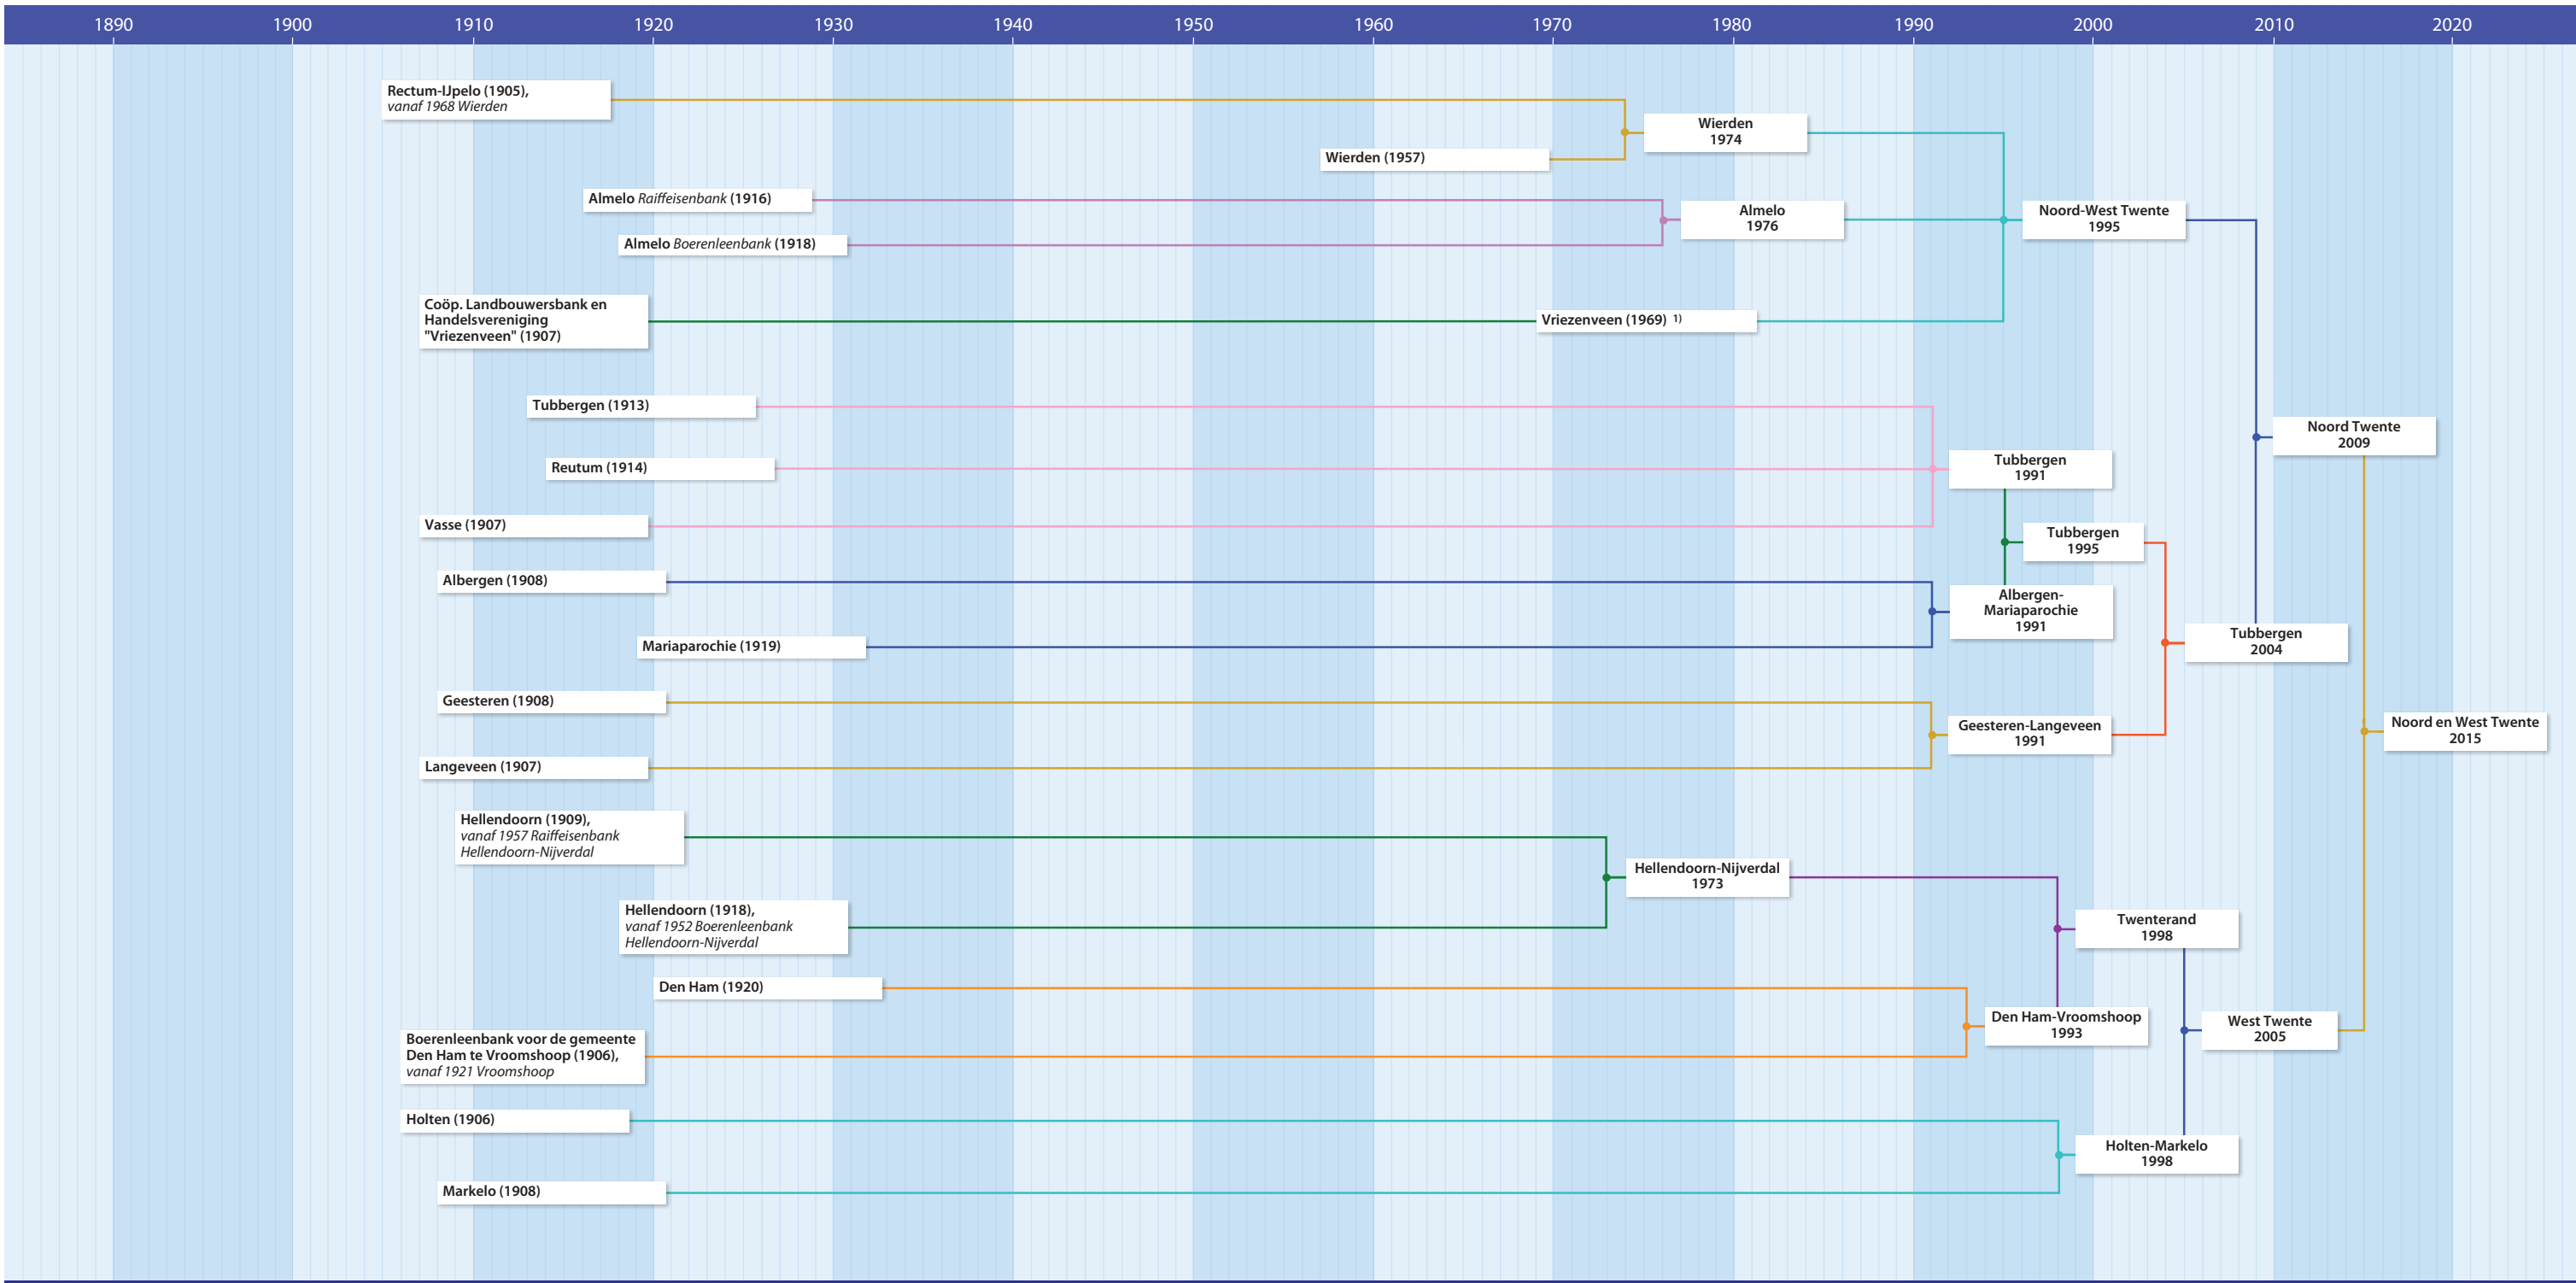 1890 1900 1910 1920 1930 1940 1950 1960 1970 1980 1990 2000 2010 2020
Rectum-IJpelo (1905),
vanaf 1968 Wierden
Wierden
1974
Wierden (1957)
Almelo Raiffeisenbank (1916)
Almelo
1976
Noord-West Twente
1995
Almelo Boerenleenbank (1918)
Coöp. Landbouwersbank en
Handelsvereniging
"Vriezenveen" (1907)
Vriezenveen (1969) 1)
Tubbergen (1913)
Noord Twente
2009
Reutum (1914)
Tubbergen
1991
Vasse (1907)
Tubbergen
1995
Albergen (1908)
Albergen-
Mariaparochie
1991
Mariaparochie (1919)
Tubbergen
2004
Geesteren (1908)
Geesteren-Langeveen
1991
Noord en West Twente
2015
Langeveen (1907)
Hellendoorn (1909),
vanaf 1957 Raiffeisenbank
Hellendoorn-Nijverdal
Hellendoorn-Nijverdal
1973
Hellendoorn (1918),
vanaf 1952 Boerenleenbank
Hellendoorn-Nijverdal
Twenterand
1998
Den Ham (1920)
Den Ham-Vroomshoop
1993
West Twente
2005
Boerenleenbank voor de gemeente
Den Ham te Vroomshoop (1906),
vanaf 1921 Vroomshoop
Holten (1906)
Holten-Markelo
1998
Markelo (1908)